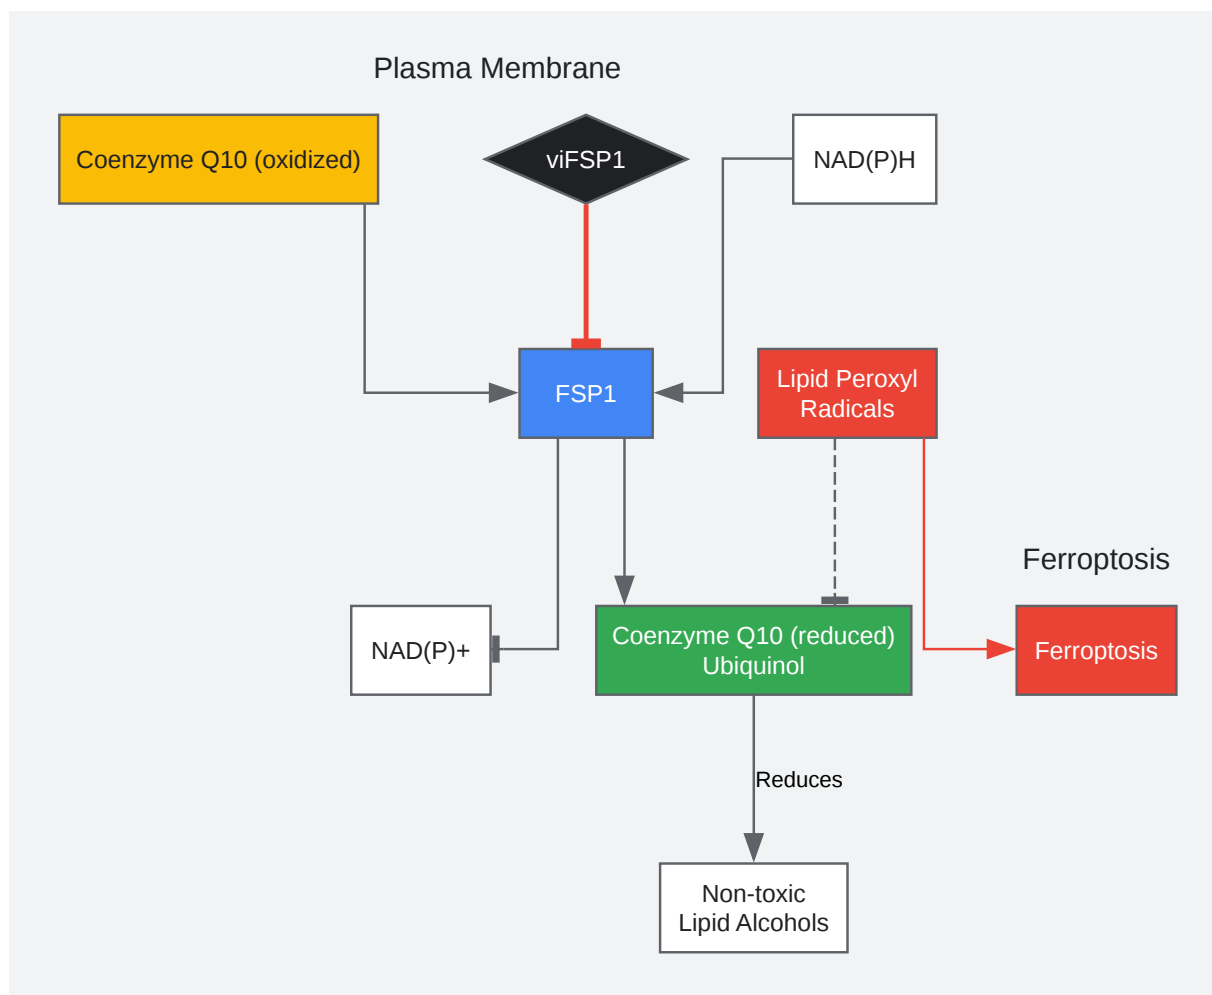 Plasma Membrane
Coenzyme Q10 (oxidized)
viFSP1
NAD(P)H
FSP1
Lipid Peroxyl
Radicals
Ferroptosis
NAD(P)+
Coenzyme Q10 (reduced)
Ubiquinol
Ferroptosis
Reduces
Non-toxic
Lipid Alcohols